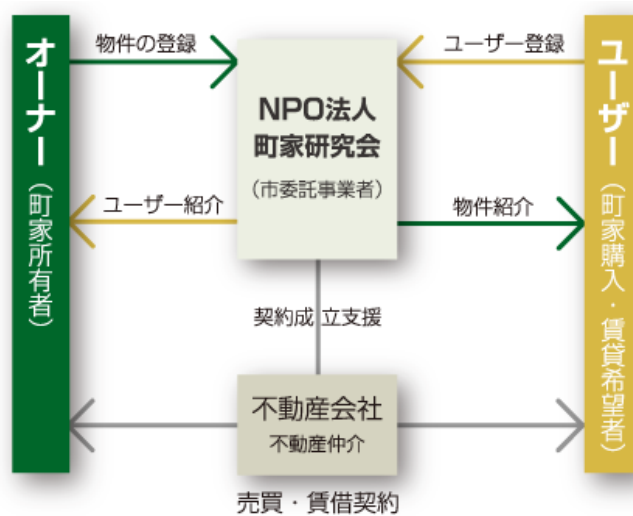 オーナー（町家所有者）
物件の登録
NPO法人
町家研究会
（市委託事業者）
ユーザー登録
ユーザー（町家購入・賃貸希望者）
ユーザー紹介
物件紹介
契約成立支援
不動産会社
不動産仲介
売買・賃借契約